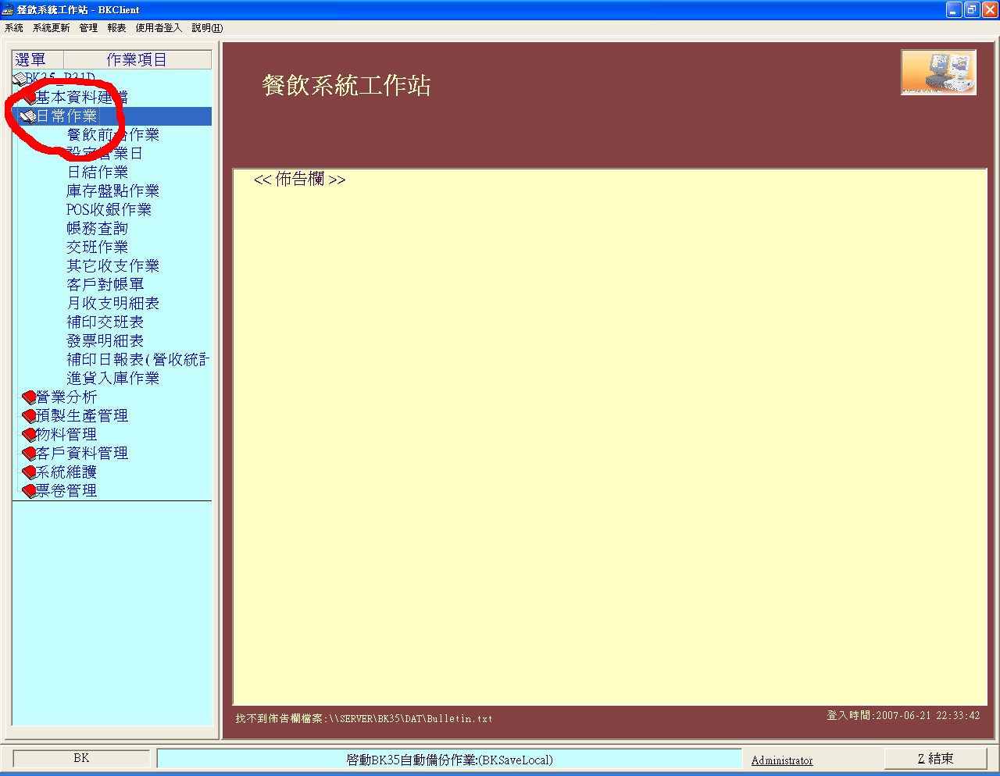 餐飲系統工作站 - BKClient
系統 系統更新 管理 報表 使用者登入 說明(H)
選單 作業項目
BK35_P31D
基本資料建檔
日常作業
餐飲前台作業
設定營業日
日結作業
庫存盤點作業
POS收銀作業
帳務查詢
交班作業
其它收支作業
客戶對帳單
月收支明細表
補印交班表
發票明細表
補印日報表(營收統計
進貨入庫作業
營業分析
預製生產管理
物料管理
客戶資料管理
系統維護
票卷管理
餐飲系統工作站
<< 佈告欄 >>
找不到佈告欄檔案:\\SERVER\BK35\DAT\Bulletin.txt
登入時間:2007-06-21 22:33:42
BK
啓動BK35自動備份作業:(BKSaveLocal)
Administrator
Z 結束